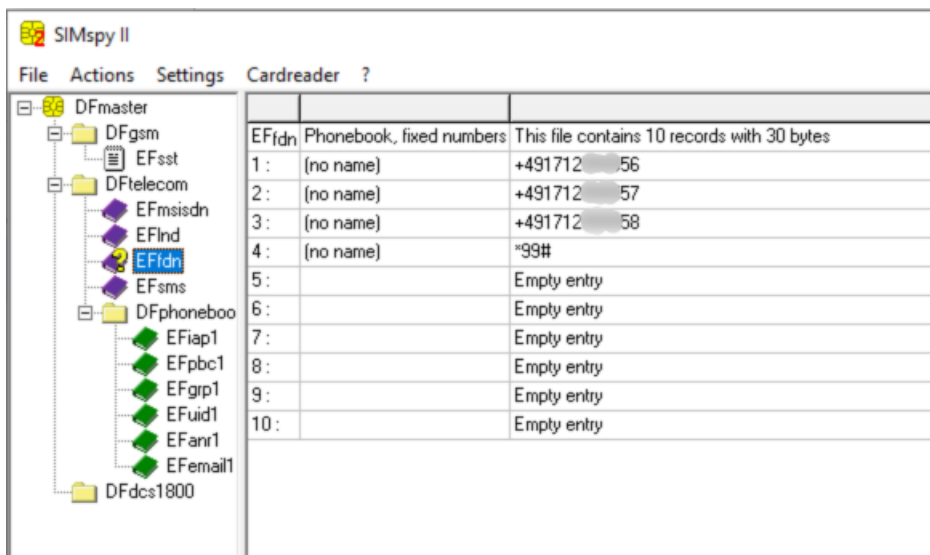 SIMspy II
File Actions Settings Cardreader ?
DFmaster
DFgsm
EFsst
DFtelecom
EFmsisdn
EFlnd
EFfdn
EFsms
DFphoneboo
EFiap1
EFpbc1
EFgrp1
EFuid1
EFanr1
EFemail1
DFdcs1800
EFfdn Phonebook, fixed numbers This file contains 10 records with 30 bytes
1 : (no name) +491712 56
2 : (no name) +491712 57
3 : (no name) +491712 58
4 : (no name) *99#
5 : Empty entry
6 : Empty entry
7 : Empty entry
8 : Empty entry
9 : Empty entry
10 : Empty entry